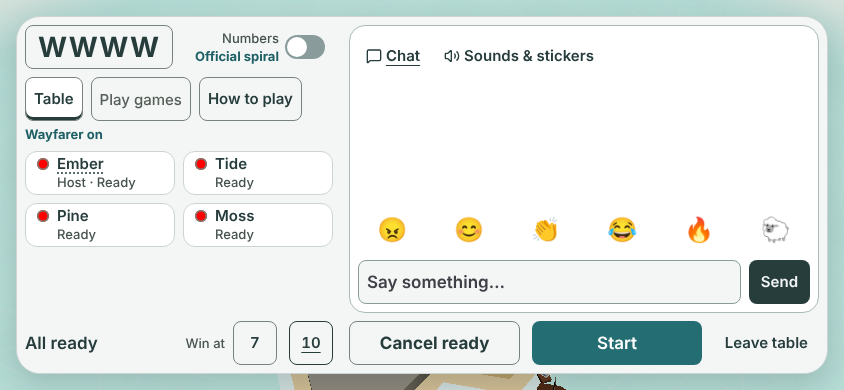 WWWW
Numbers
Official spiral
Table
Play games
How to play
Wayfarer on
Ember
Host · Ready
Tide
Ready
Pine
Ready
Moss
Ready
All ready
Win at
7
10
Chat
Sounds & stickers
Say something...
Send
Cancel ready
Start
Leave table